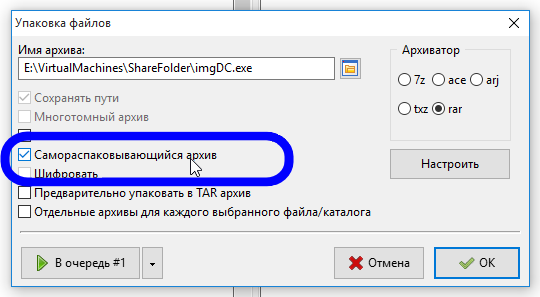 Упаковка файлов
Имя архива:
E:\VirtualMachines\ShareFolder\imgDC.exe
Сохранять пути
Многотомный архив
Самораспаковывающийся архив
Шифровать
Предварительно упаковать в TAR архив
Отдельные архивы для каждого выбранного файла/каталога
Архиватор
7z ace arj
txz rar
Настроить
В очередь #1
Отмена
OK